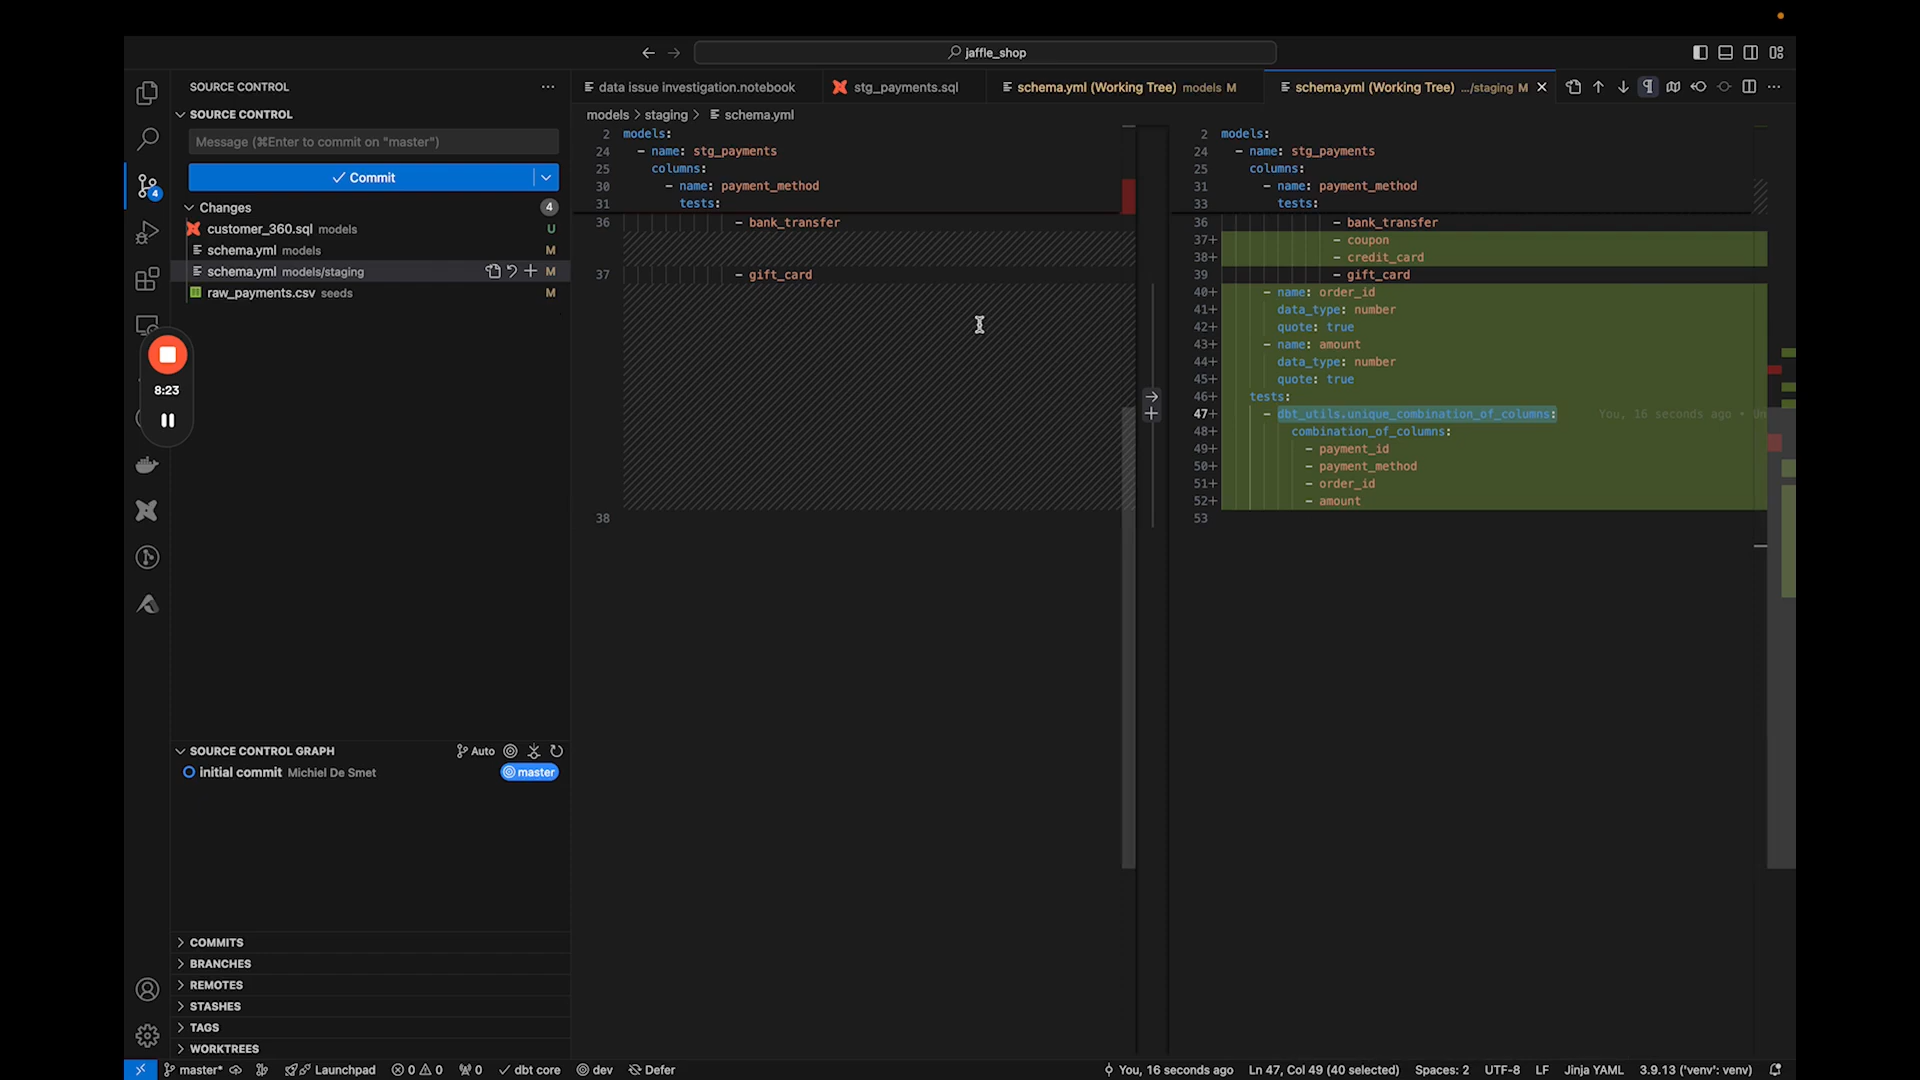 jaffle_shop
SOURCE CONTROL
SOURCE CONTROL
Message (⌘Enter to commit on "master")
Commit
Changes 4
customer_360.sql models U
schema.yml models M
schema.yml models/staging M
raw_payments.csv seeds M
4
8:23
SOURCE CONTROL GRAPH Auto
initial commit Michiel De Smet master
COMMITS
BRANCHES
REMOTES
STASHES
TAGS
WORKTREES
data issue investigation.notebook stg_payments.sql schema.yml (Working Tree) models M schema.yml (Working Tree) .../staging M
models > staging > schema.yml
2 models:
24 - name: stg_payments
25 columns:
30 - name: payment_method
31 tests:
36 - bank_transfer
37 - gift_card
38
2 models:
24 - name: stg_payments
25 columns:
31 - name: payment_method
33 tests:
36 - bank_transfer
37+ - coupon
38+ - credit_card
39 - gift_card
40+ - name: order_id
41+ data_type: number
42+ quote: true
43+ - name: amount
44+ data_type: number
45+ quote: true
46+ tests:
47+ - dbt_utils.unique_combination_of_columns: You, 16 seconds ago • Un
48+ combination_of_columns:
49+ - payment_id
50+ - payment_method
51+ - order_id
52+ - amount
53
master* Launchpad 0 0 0 dbt core dev Defer You, 16 seconds ago Ln 47, Col 49 (40 selected) Spaces: 2 UTF-8 LF Jinja YAML 3.9.13 ('venv': venv)